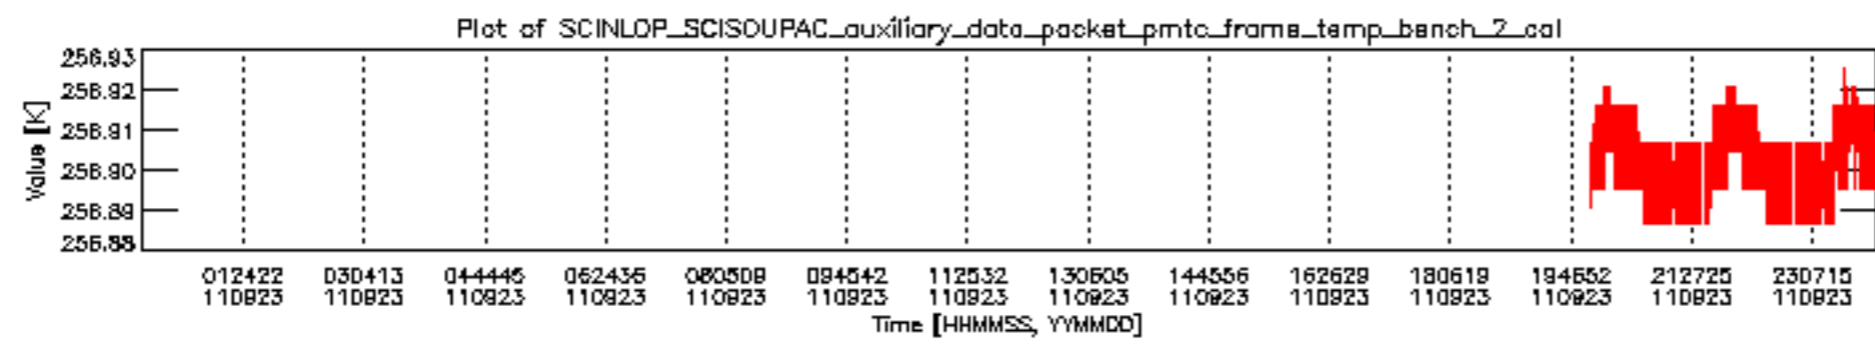 Plot of SCINLOP_SCISOUPAC_auxiliary_data_packet_pmtc_frame_temp_bench_2_cal
256.93
256.92
256.91
256.90
256.89
256.88
Value [K]
012422 030413 044446 062436 080509 094542 112532 130605 144556 162629 180619 194652 212725 230715
110923 110923 110923 110923 110923 110923 110923 110923 110923 110923 110923 110923 110923 110923
Time [HHMMSS, YYMMDD]